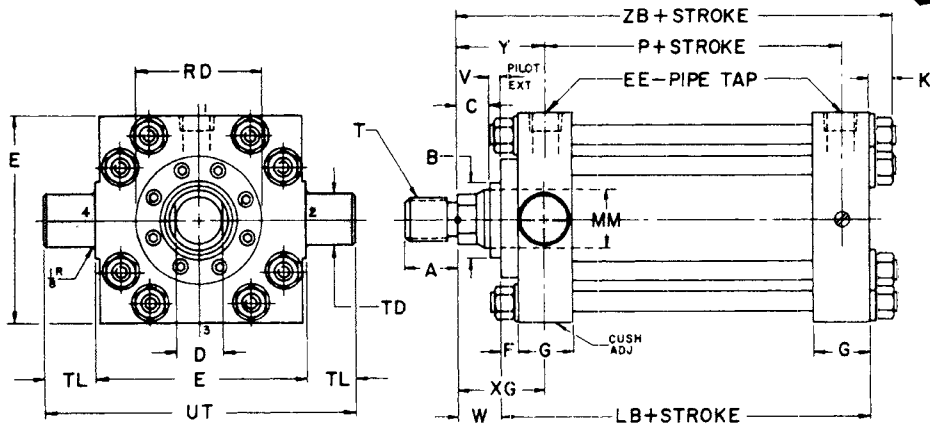 ZB+STROKE
Y
P+STROKE
RD
V
PILOT
EXT
EE-PIPE TAP
K
C
T
B
E
4
2
MM
1/8 R
A
TD
3
D
F
G
CUSH
ADJ
G
TL
E
TL
XG
UT
W
LB+STROKE